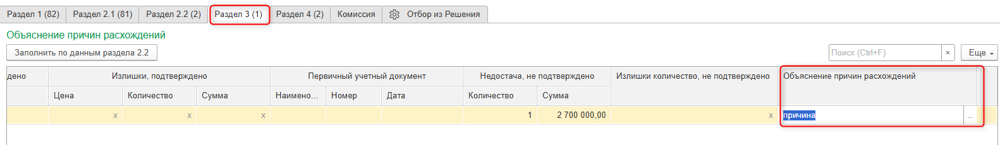 Раздел 1 (82) Раздел 2.1 (81) Раздел 2.2 (2) Раздел 3 (1) Раздел 4 (2) Комиссия Отбор из Решения
Объяснение причин расхождений
Заполнить по данным раздела 2.2 Поиск (Ctrl+F) × Еще
дено Излишки, подтверждено Первичный учетный документ Недостача, не подтверждено Излишки количество, не подтверждено Объяснение причин расхождений
Цена Количество Сумма Наимено... Номер Дата Количество Сумма
x x x 1 2 700 000,00 x причина ...